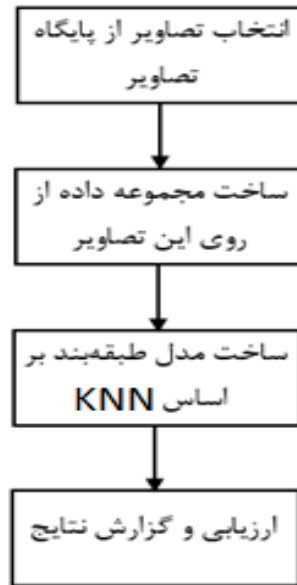 انتخاب تصاویر از پایگاه
تصاویر
ساخت مجموعه داده از
روی این تصاویر
ساخت مدل طبقه‌بند بر
اساس KNN
ارزیابی و گزارش نتایج